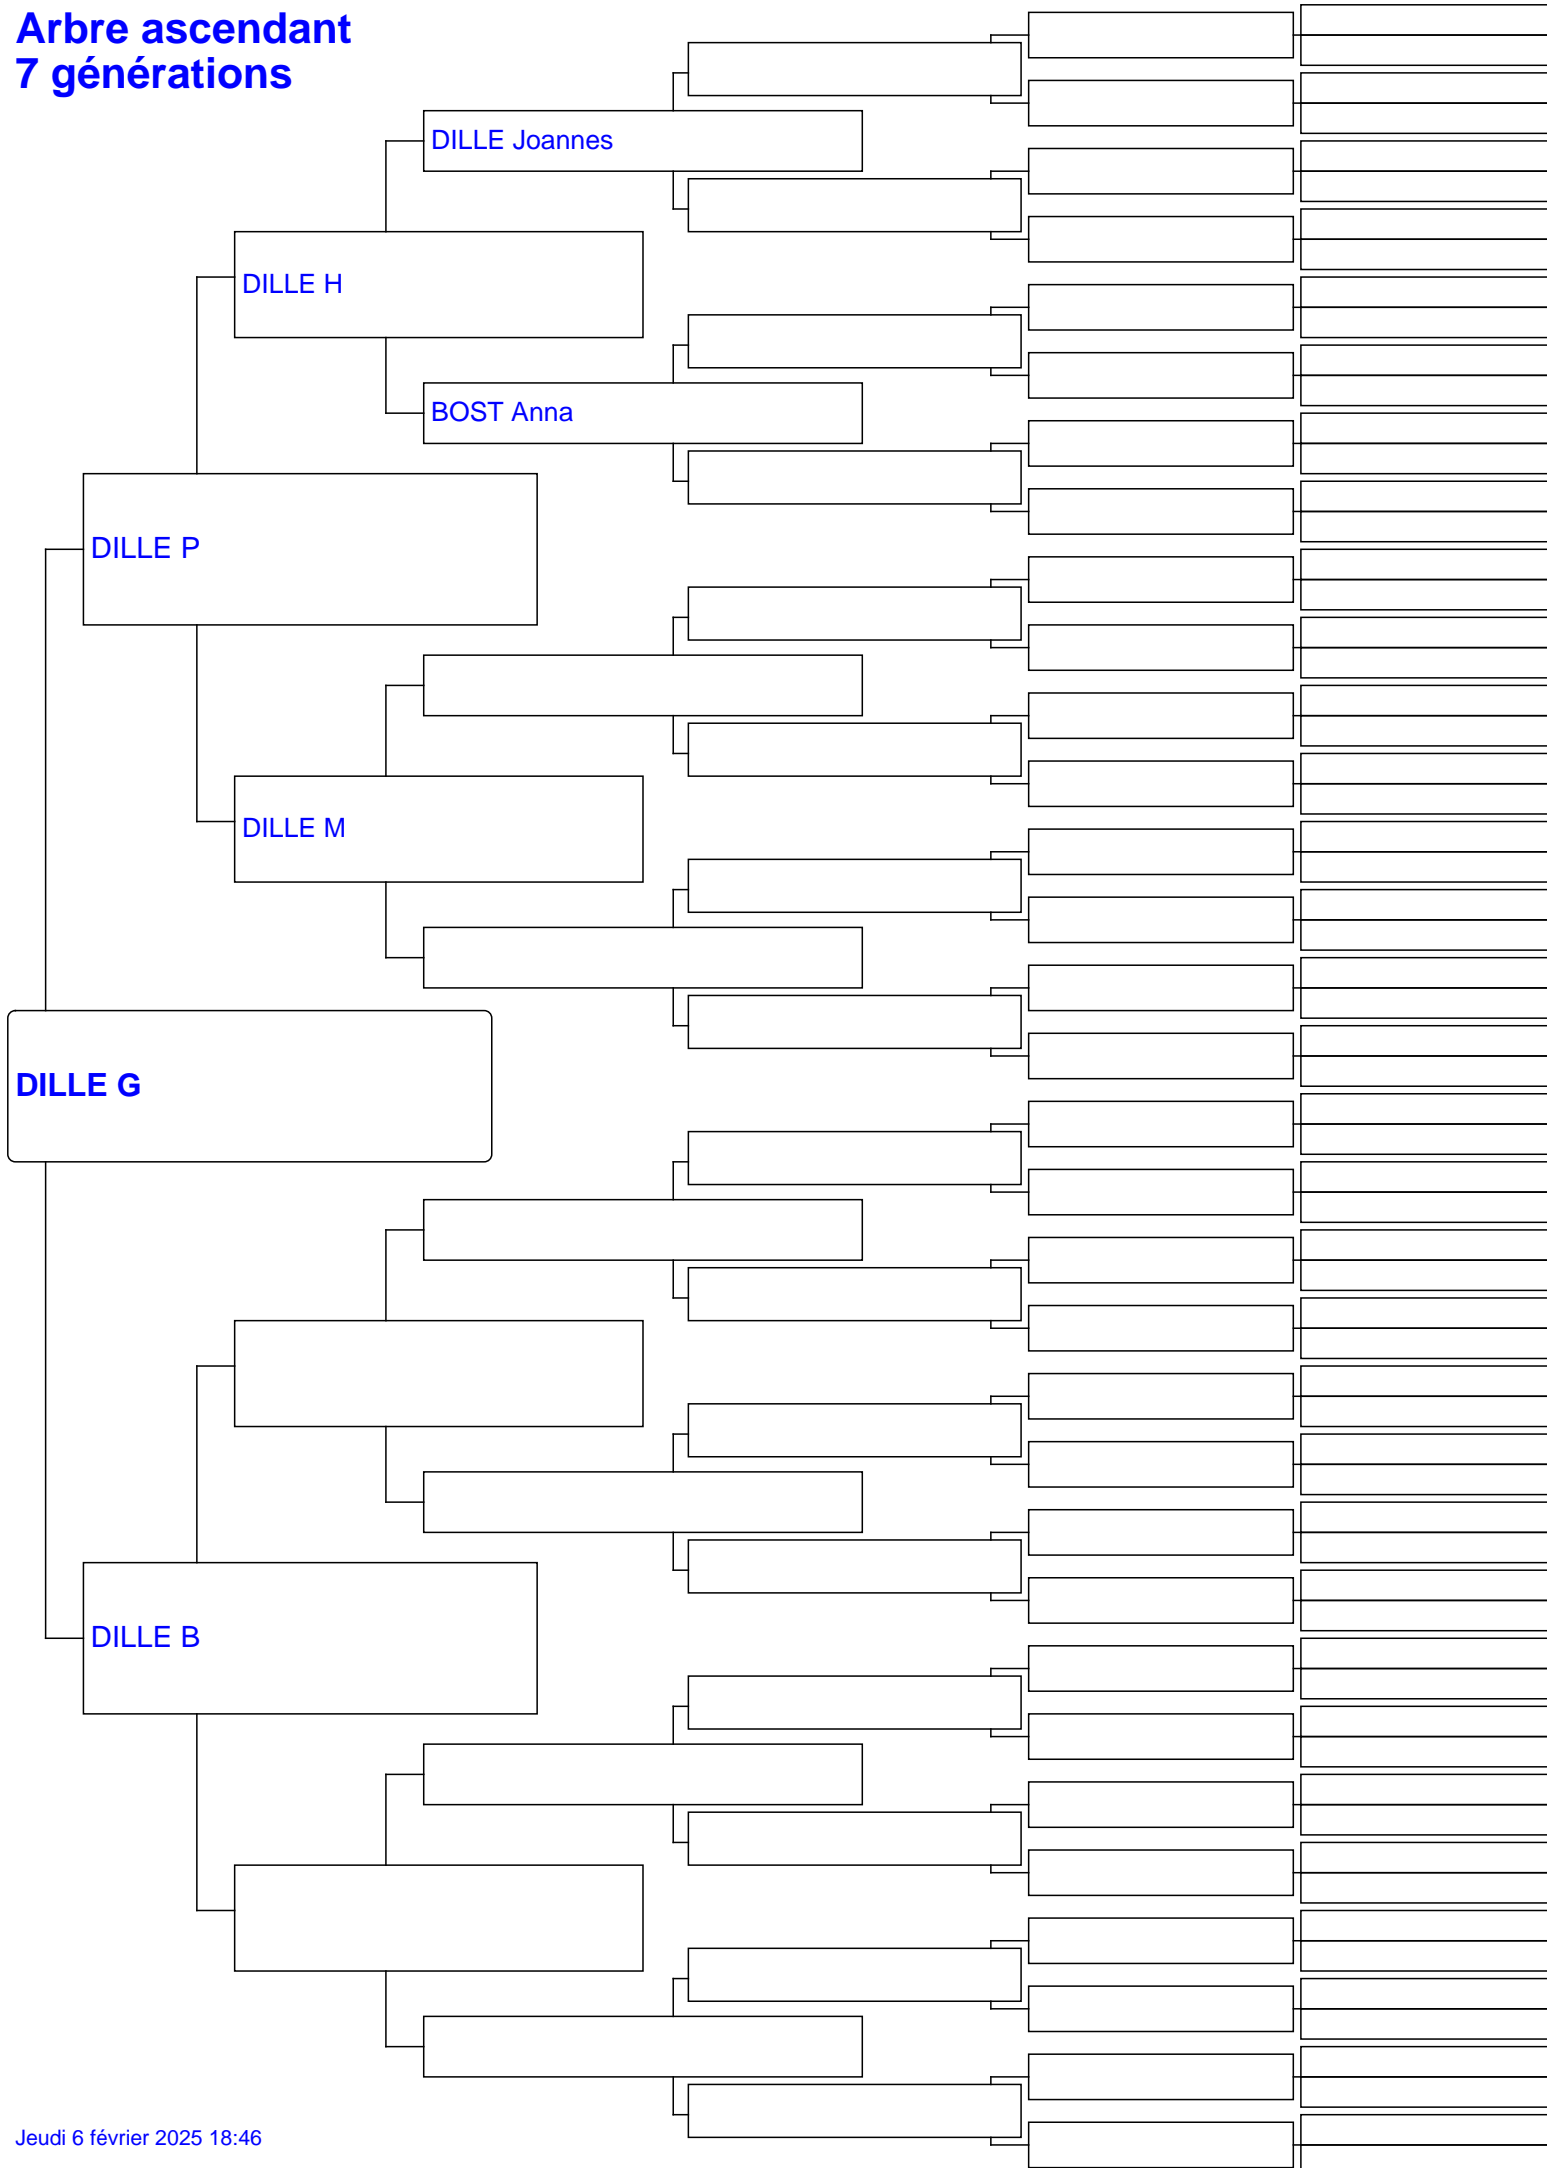 Arbre ascendant
7 générations
DILLE Joannes
DILLE H
BOST Anna
DILLE P
DILLE M
DILLE G
DILLE B
Jeudi 6 février 2025 18:46